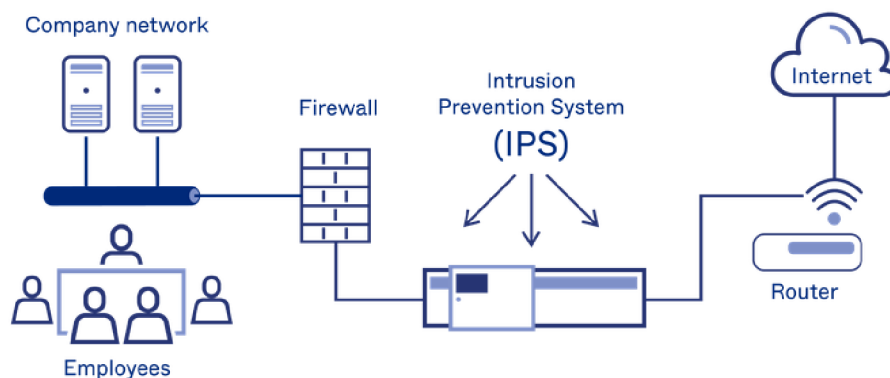 Company network
Firewall
Intrusion
Prevention System
(IPS)
Internet
Router
Employees